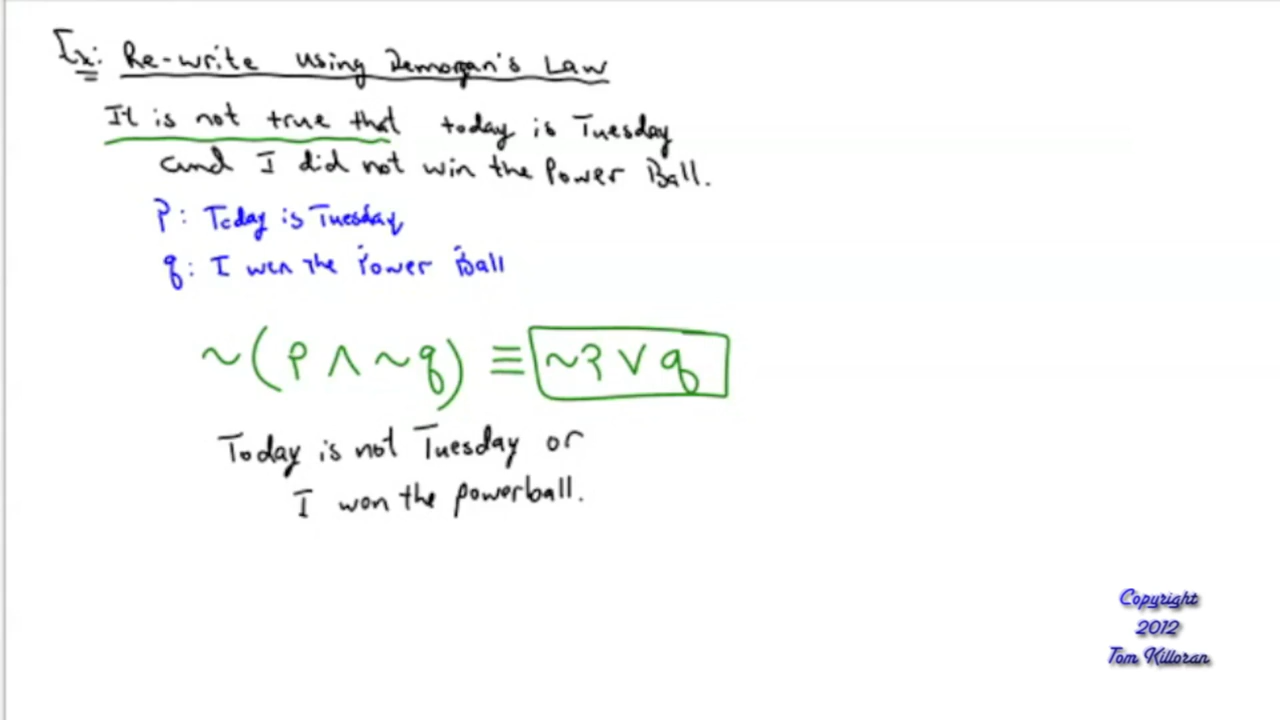 Ex: Re-write using Demorgan's Law
It is not true that today is Tuesday
and I did not win the Power Ball.
P: Today is Tuesday
q: I won the Power Ball
~(P ∧ ~q) ≡ ~P ∨ q
Today is not Tuesday or
I won the powerball.
Copyright
2012
Tom Killoran